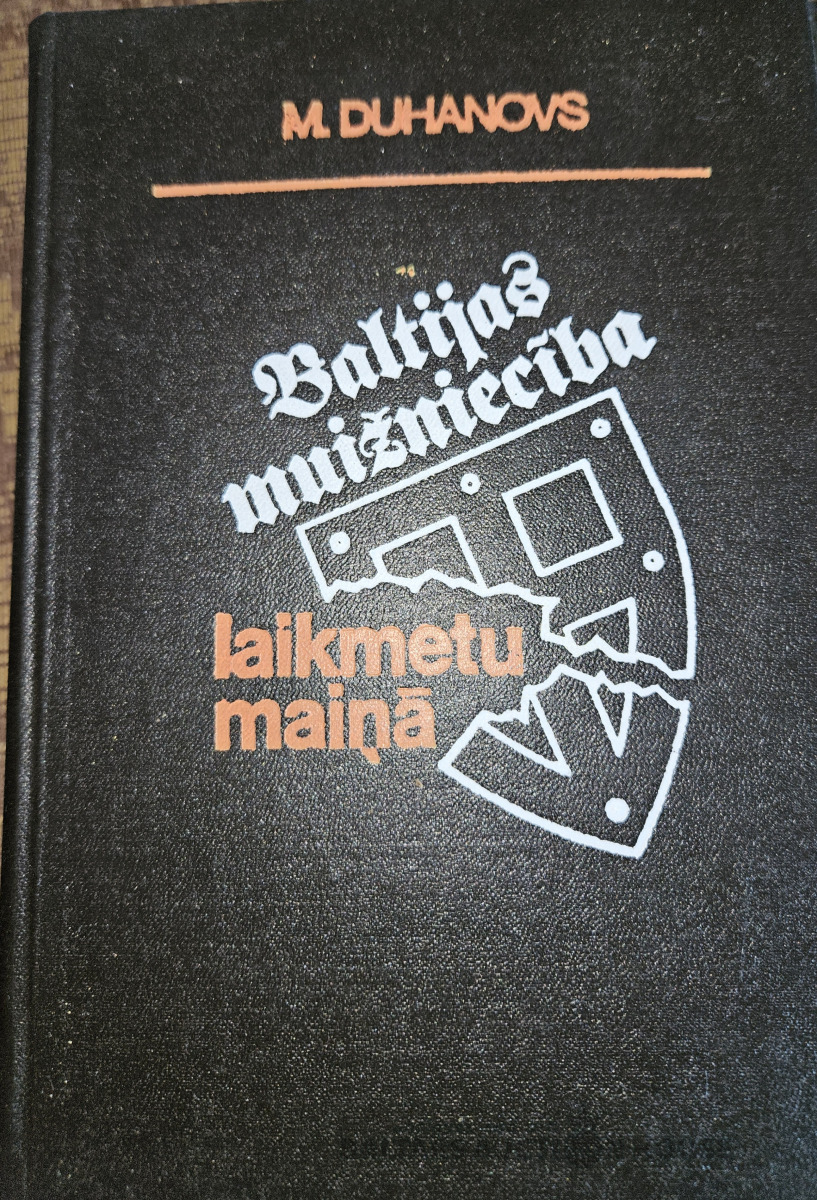 M. DUHANOVS
Baltijas
muižniecība
laikmetu
maiņā